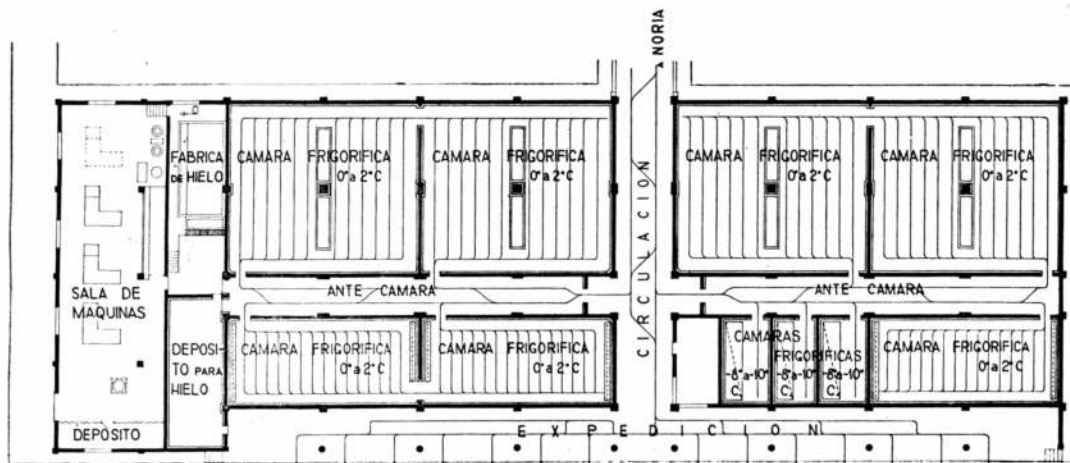 NORIA
CIRCULACION
FABRICA
DE HIELO
CAMARA FRIGORIFICA
0° a 2° C
CAMARA FRIGORIFICA
0° a 2° C
CAMARA FRIGORIFICA
0° a 2° C
CAMARA FRIGORIFICA
0° a 2° C
SALA DE
MAQUINAS
ANTE CAMARA
ANTE CAMARA
DEPOSI-
TO PARA
HIELO
CAMARA FRIGORIFICA
0° a 2° C
CAMARA FRIGORIFICA
0° a 2° C
CAMARAS
FRIGORIFICAS
-8° a -10° -8° a -10° -8° a -10°
C. C. C.
CAMARA FRIGORIFICA
0° a 2° C
DEPOSITO
EXPEDICION